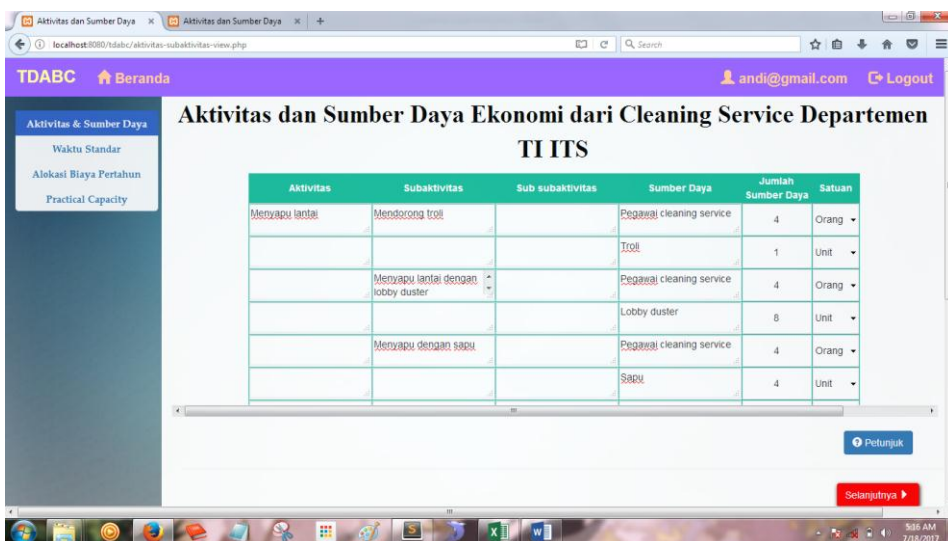 Aktivitas dan Sumber Daya × Aktivitas dan Sumber Daya × +
localhost:8080/tdabc/aktivitas-subaktivitas-view.php Search
TDABC Beranda andi@gmail.com Logout
Aktivitas & Sumber Daya
Waktu Standar
Alokasi Biaya Pertahun
Practical Capacity
Aktivitas dan Sumber Daya Ekonomi dari Cleaning Service Departemen
TI ITS
Aktivitas Subaktivitas Sub subaktivitas Sumber Daya Jumlah Sumber Daya Satuan
Menyapu lantai Mendorong troli Pegawai cleaning service 4 Orang
Troli 1 Unit
Menyapu lantai dengan lobby duster Pegawai cleaning service 4 Orang
Lobby duster 8 Unit
Menyapu dengan sapu Pegawai cleaning service 4 Orang
Sapu 4 Unit
Petunjuk
Selanjutnya
5:16 AM
7/18/2017